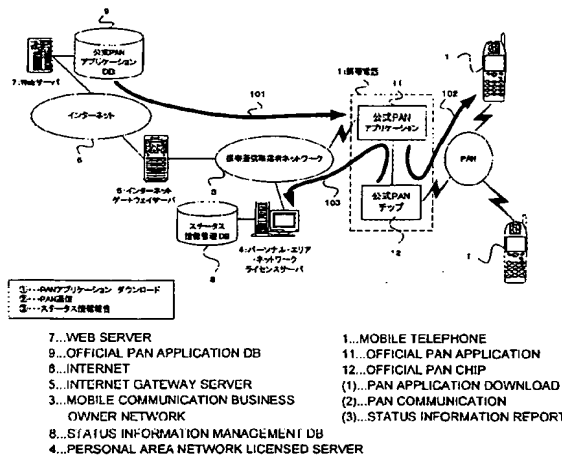 9
公式PAN
アプリケーション
DB
7:Webサーバ
インターネット
6
101
1:携帯電話
11
公式PAN
アプリケーション
102
1
公式PAN
チップ
12
PAN
1
5:インターネット
ゲートウェイサーバ
移動通信事業者ネットワーク
3
103
ステータス
情報管理DB
8
4:パーソナル・エリア
・ネットワーク
ライセンスサーバ
①・・・PANアプリケーション ダウンロード
②・・・PAN通信
③・・・ステータス情報報告
7...WEB SERVER
9...OFFICIAL PAN APPLICATION DB
6...INTERNET
5...INTERNET GATEWAY SERVER
3...MOBILE COMMUNICATION BUSINESS
OWNER NETWORK
8...STATUS INFORMATION MANAGEMENT DB
4...PERSONAL AREA NETWORK LICENSED SERVER
1...MOBILE TELEPHONE
11...OFFICIAL PAN APPLICATION
12...OFFICIAL PAN CHIP
(1)...PAN APPLICATION DOWNLOAD
(2)...PAN COMMUNICATION
(3)...STATUS INFORMATION REPORT